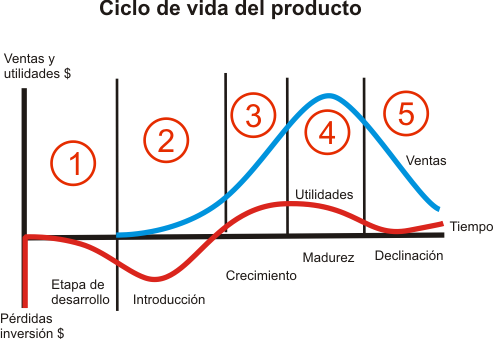 Ciclo de vida del producto
Ventas y
utilidades $
1
2
3
4
5
Ventas
Utilidades
Tiempo
Madurez
Declinación
Crecimiento
Etapa de
desarrollo
Introducción
Pérdidas
inversión $